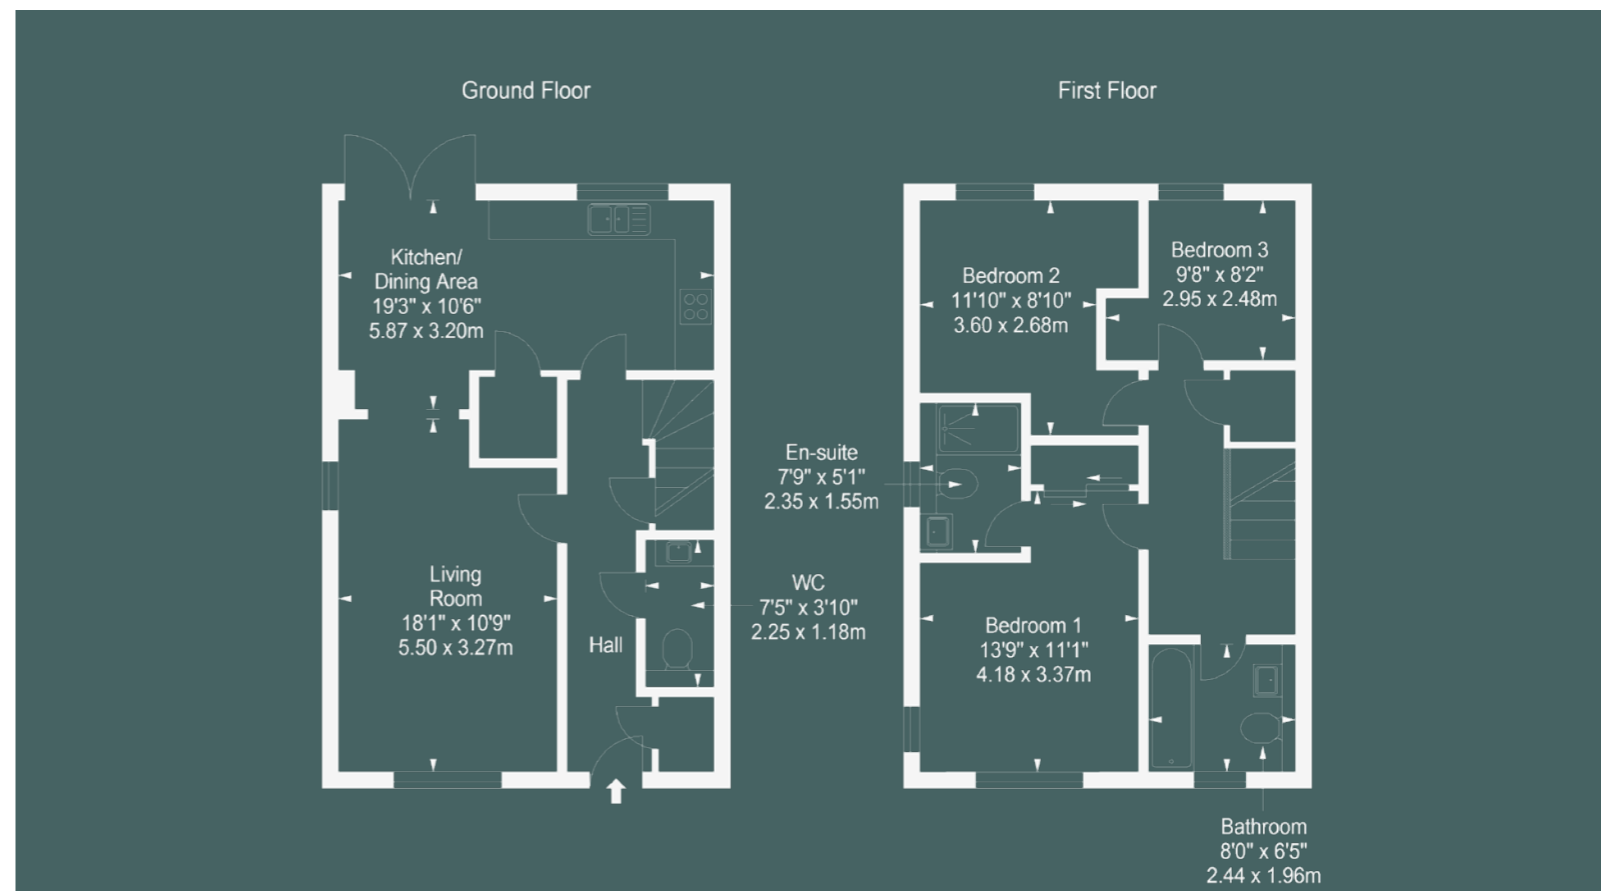 Ground Floor
First Floor
Kitchen/
Dining Area
19'3" x 10'6"
5.87 x 3.20m
Living
Room
18'1" x 10'9"
5.50 x 3.27m
Hall
WC
7'5" x 3'10"
2.25 x 1.18m
Bedroom 2
11'10" x 8'10"
3.60 x 2.68m
Bedroom 3
9'8" x 8'2"
2.95 x 2.48m
En-suite
7'9" x 5'1"
2.35 x 1.55m
Bedroom 1
13'9" x 11'1"
4.18 x 3.37m
Bathroom
8'0" x 6'5"
2.44 x 1.96m